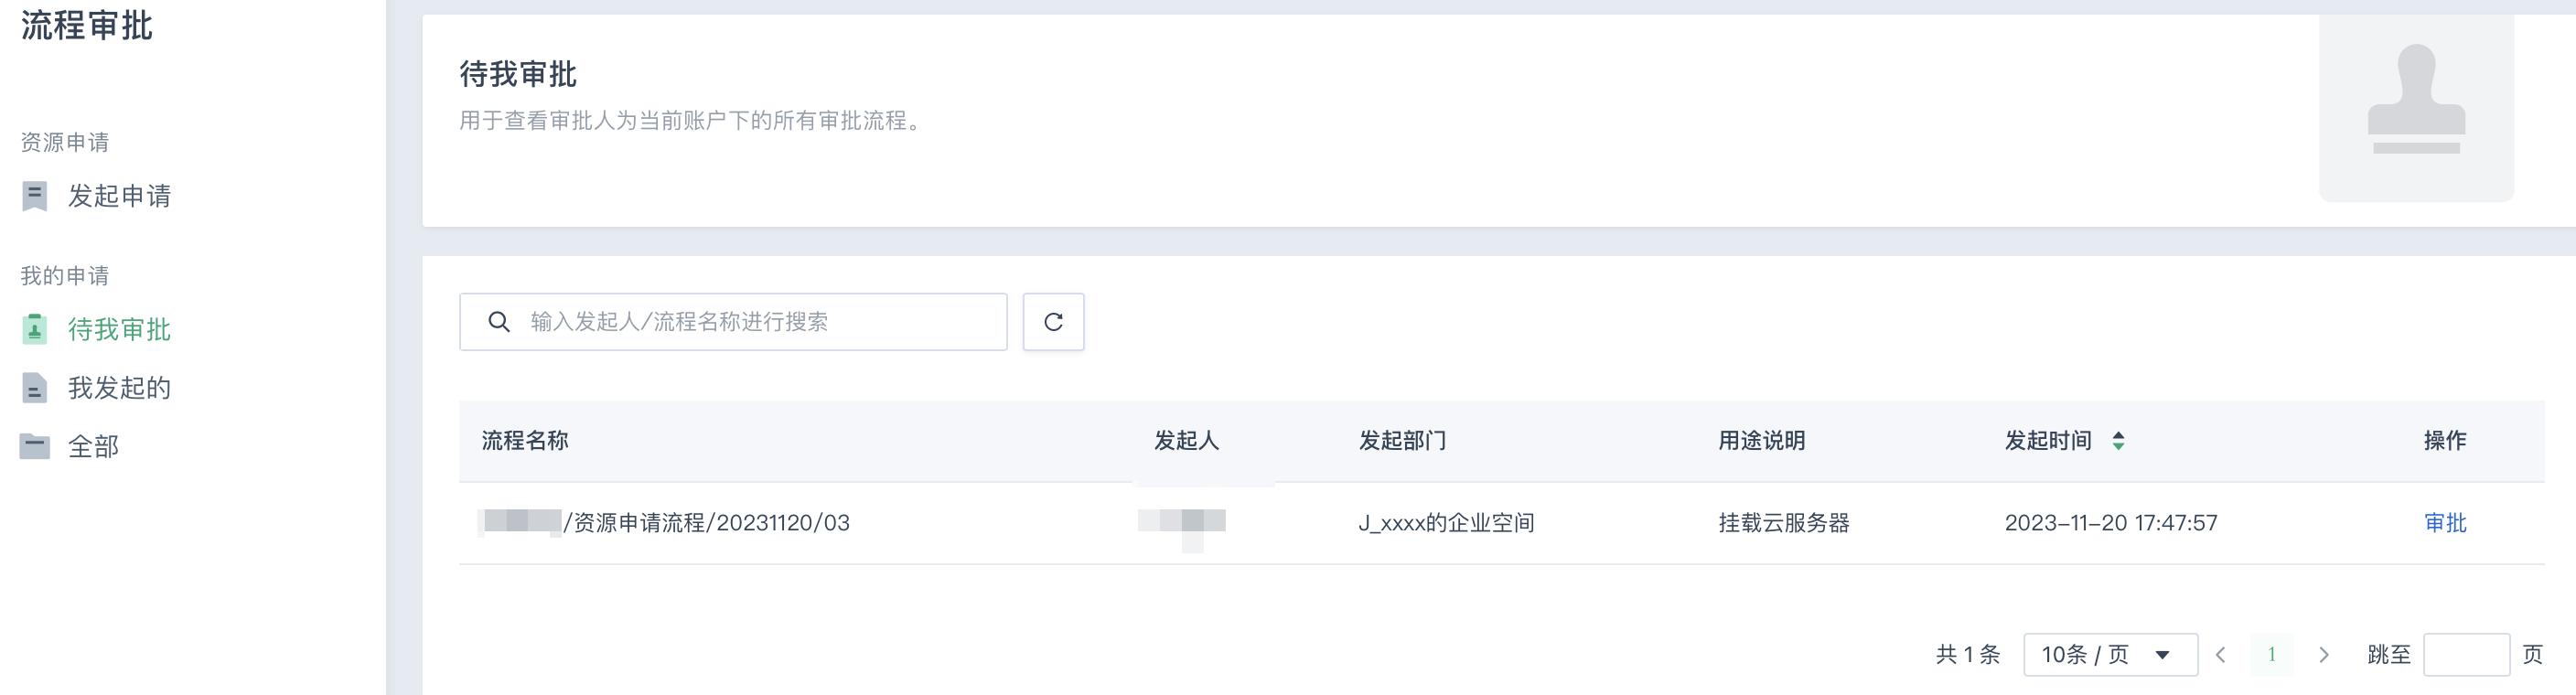 流程审批
资源申请
发起申请
我的申请
待我审批
我发起的
全部
待我审批
用于查看审批人为当前账户下的所有审批流程。
输入发起人/流程名称进行搜索
流程名称 发起人 发起部门 用途说明 发起时间 操作
/资源申请流程/20231120/03 J_xxxx的企业空间 挂载云服务器 2023-11-20 17:47:57 审批
共 1 条 10条 / 页 1 跳至 页